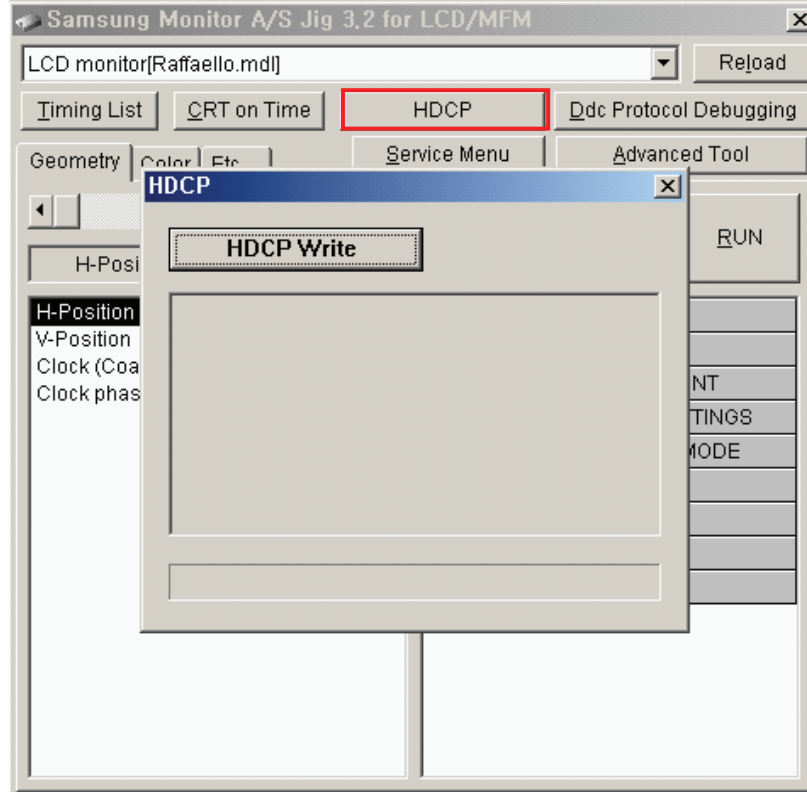 Samsung Monitor A/S Jig 3,2 for LCD/MFM
LCD monitor[Raffaello.mdl]
Reload
Timing List
CRT on Time
HDCP
Ddc Protocol Debugging
Geometry
Color
Etc
Service Menu
Advanced Tool
HDCP
HDCP Write
RUN
H-Posi
H-Position
V-Position
Clock (Coa
Clock phas
NT
TINGS
MODE